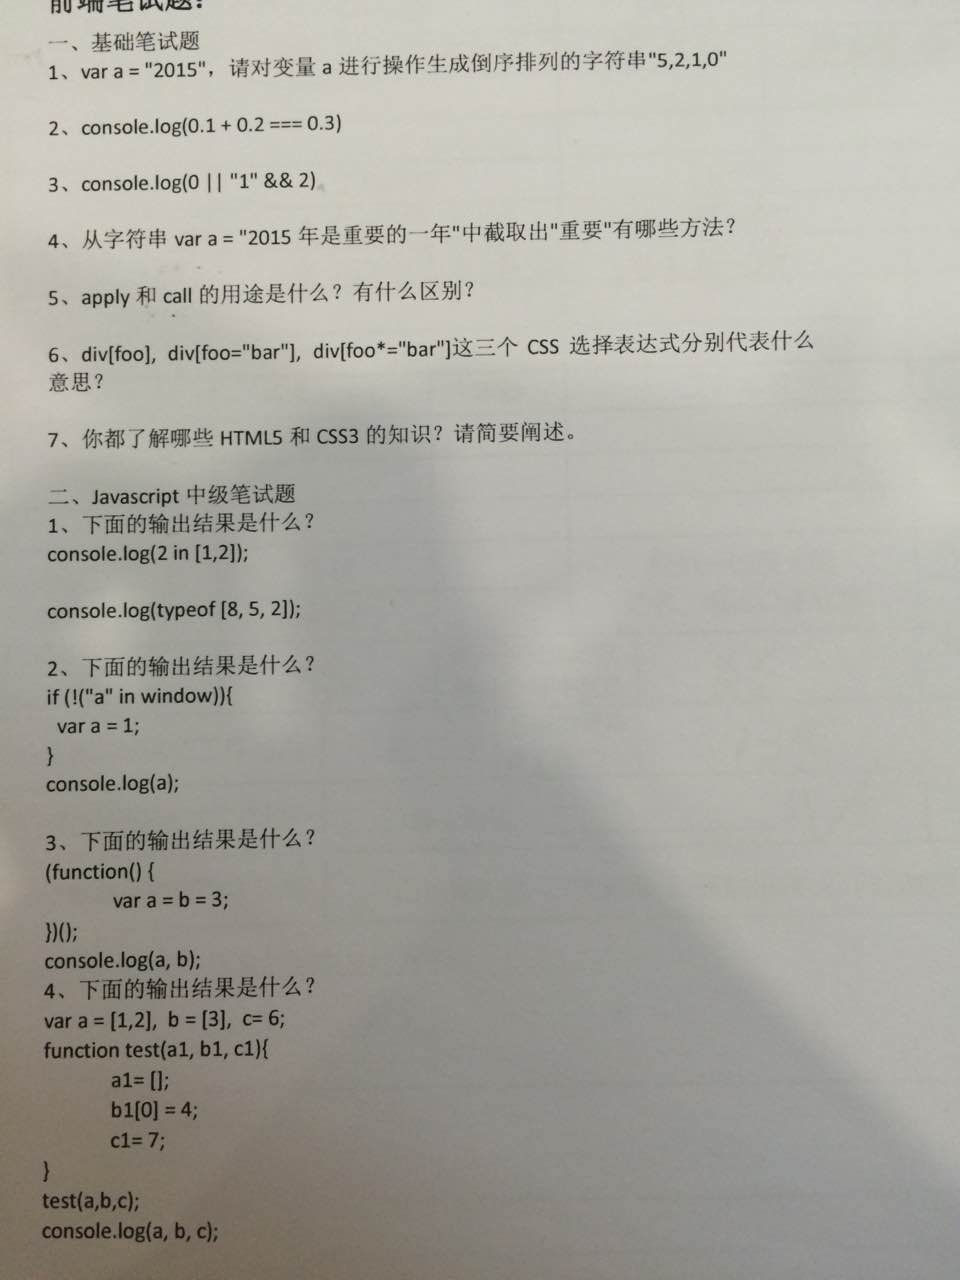 前端笔试题：
一、基础笔试题
1、var a = "2015"，请对变量 a 进行操作生成倒序排列的字符串"5,2,1,0"
2、console.log(0.1 + 0.2 === 0.3)
3、console.log(0 || "1" && 2)
4、从字符串 var a = "2015 年是重要的一年"中截取出"重要"有哪些方法？
5、apply 和 call 的用途是什么？有什么区别？
6、div[foo], div[foo="bar"], div[foo*="bar"]这三个 CSS 选择表达式分别代表什么
意思？
7、你都了解哪些 HTML5 和 CSS3 的知识？请简要阐述。
二、Javascript 中级笔试题
1、下面的输出结果是什么？
console.log(2 in [1,2]);
console.log(typeof [8, 5, 2]);
2、下面的输出结果是什么？
if (!("a" in window)){
var a = 1;
}
console.log(a);
3、下面的输出结果是什么？
(function() {
var a = b = 3;
})();
console.log(a, b);
4、下面的输出结果是什么？
var a = [1,2], b = [3], c= 6;
function test(a1, b1, c1){
a1= [];
b1[0] = 4;
c1= 7;
}
test(a,b,c);
console.log(a, b, c);